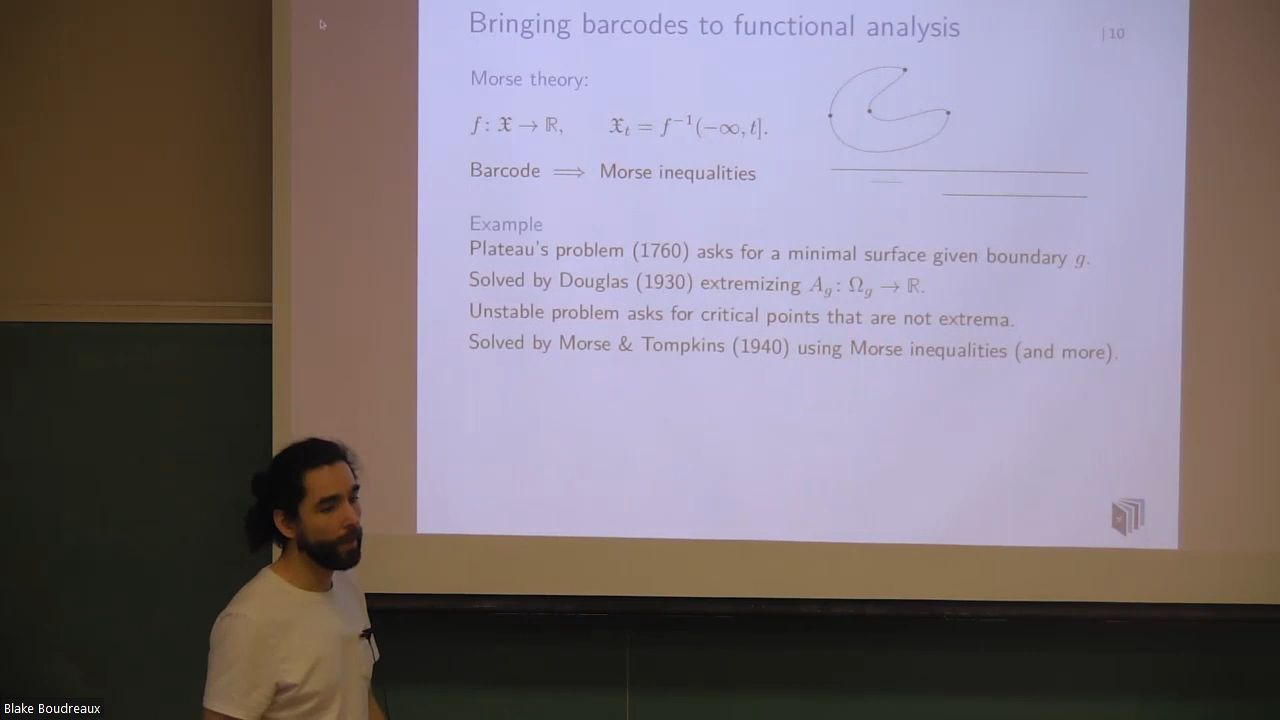 Bringing barcodes to functional analysis
| 10
Morse theory:
f: 𝔛 → ℝ, 𝔛ₜ = f⁻¹(−∞, t].
Barcode ⟹ Morse inequalities
Example
Plateau's problem (1760) asks for a minimal surface given boundary g.
Solved by Douglas (1930) extremizing A_g: Ω_g → ℝ.
Unstable problem asks for critical points that are not extrema.
Solved by Morse & Tompkins (1940) using Morse inequalities (and more).
Blake Boudreaux